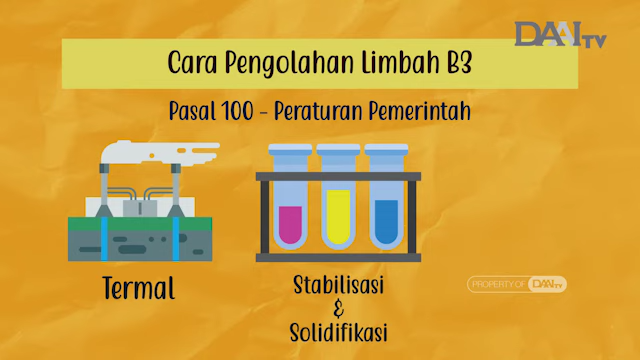 DAAI TV
Cara Pengolahan Limbah B3
Pasal 100 - Peraturan Pemerintah
Termal
Stabilisasi
&
Solidifikasi
PROPERTY OF DAAI TV